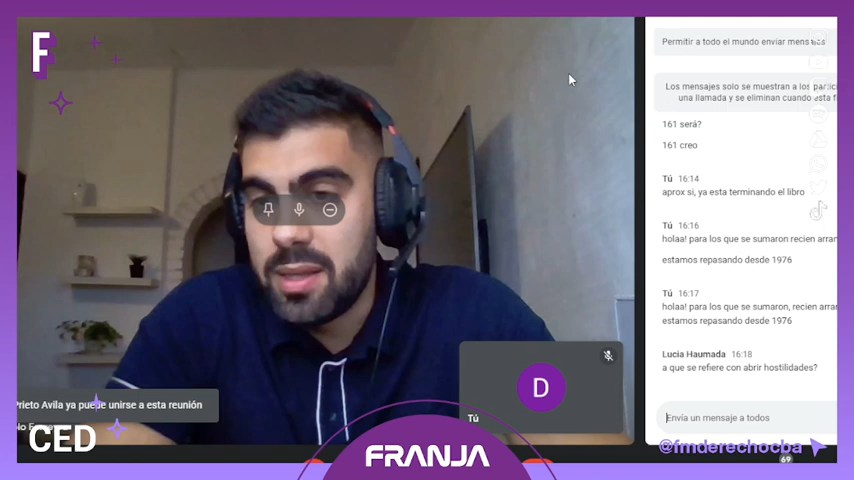 F
Permitir a todo el mundo enviar mens
Los mensajes solo se muestran a los partic
una llamada y se eliminan cuando esta fi
161 será?
161 creo
Tú 16:14
aprox si, ya esta terminando el libro
Tú 16:16
holaa! para los que se sumaron recien arran
estamos repasando desde 1976
Tú 16:17
holaa! para los que se sumaron, recien arran
estamos repasando desde 1976
Lucia Haumada 16:18
a que se refiere con abrir hostilidades?
D
Tú
Prieto Avila ya puede unirse a esta reunión
CED
Envía un mensaje a todos
FRANJA
@fmderechocba
69